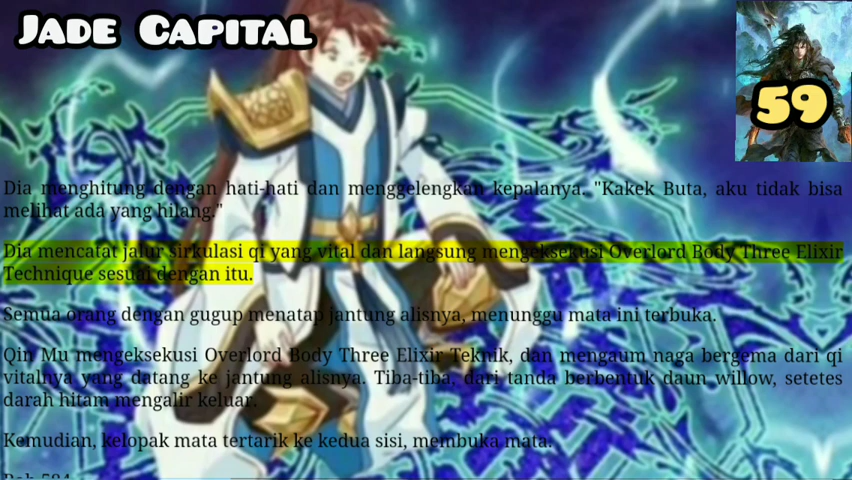 JADE CAPITAL
59
Dia menghitung dengan hati-hati dan menggelengkan kepalanya. "Kakek Buta, aku tidak bisa
melihat ada yang hilang."
Dia mencatat jalur sirkulasi qi yang vital dan langsung mengeksekusi Overlord Body Three Elixir
Technique sesuai dengan itu.
Semua orang dengan gugup menatap jantung alisnya, menunggu mata ini terbuka.
Qin Mu mengeksekusi Overlord Body Three Elixir Teknik, dan mengaum naga bergema dari qi
vitalnya yang datang ke jantung alisnya. Tiba-tiba, dari tanda berbentuk daun willow, setetes
darah hitam mengalir keluar.
Kemudian, kelopak mata tertarik ke kedua sisi, membuka mata.